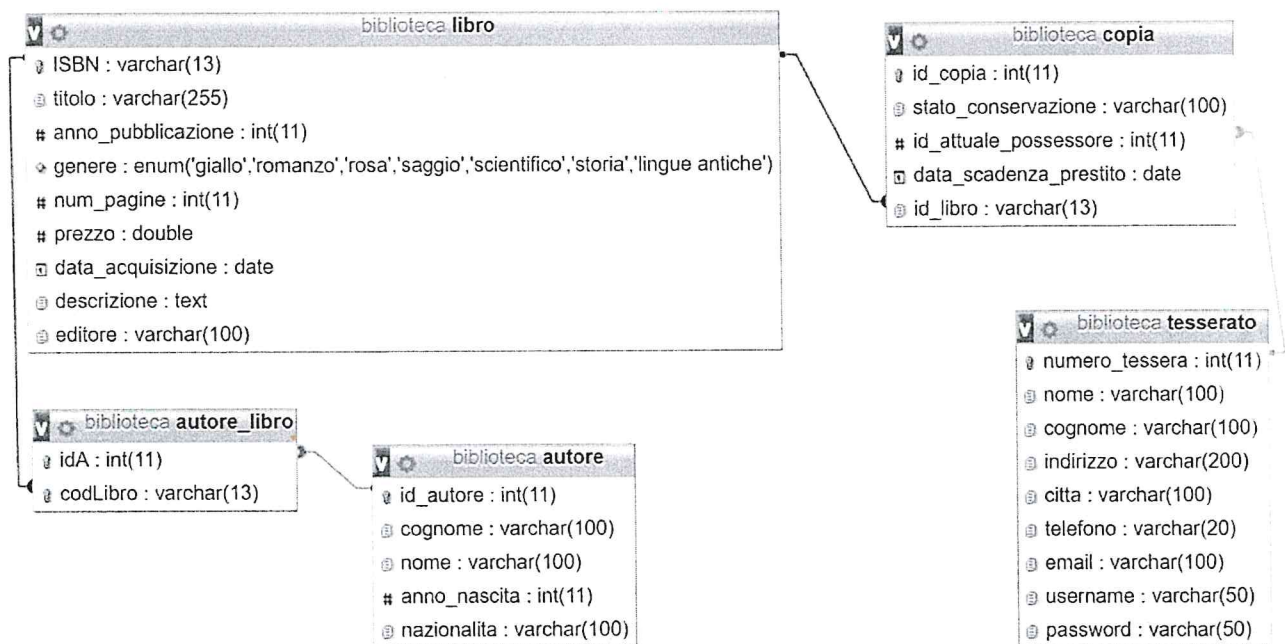 biblioteca libro
ISBN : varchar(13)
titolo : varchar(255)
anno_pubblicazione : int(11)
genere : enum('giallo','romanzo','rosa','saggio','scientifico','storia','lingue antiche')
num_pagine : int(11)
prezzo : double
data_acquisizione : date
descrizione : text
editore : varchar(100)
biblioteca copia
id_copia : int(11)
stato_conservazione : varchar(100)
id_attuale_possessore : int(11)
data_scadenza_prestito : date
id_libro : varchar(13)
biblioteca autore_libro
idA : int(11)
codLibro : varchar(13)
biblioteca autore
id_autore : int(11)
cognome : varchar(100)
nome : varchar(100)
anno_nascita : int(11)
nazionalita : varchar(100)
biblioteca tesserato
numero_tessera : int(11)
nome : varchar(100)
cognome : varchar(100)
indirizzo : varchar(200)
citta : varchar(100)
telefono : varchar(20)
email : varchar(100)
username : varchar(50)
password : varchar(50)